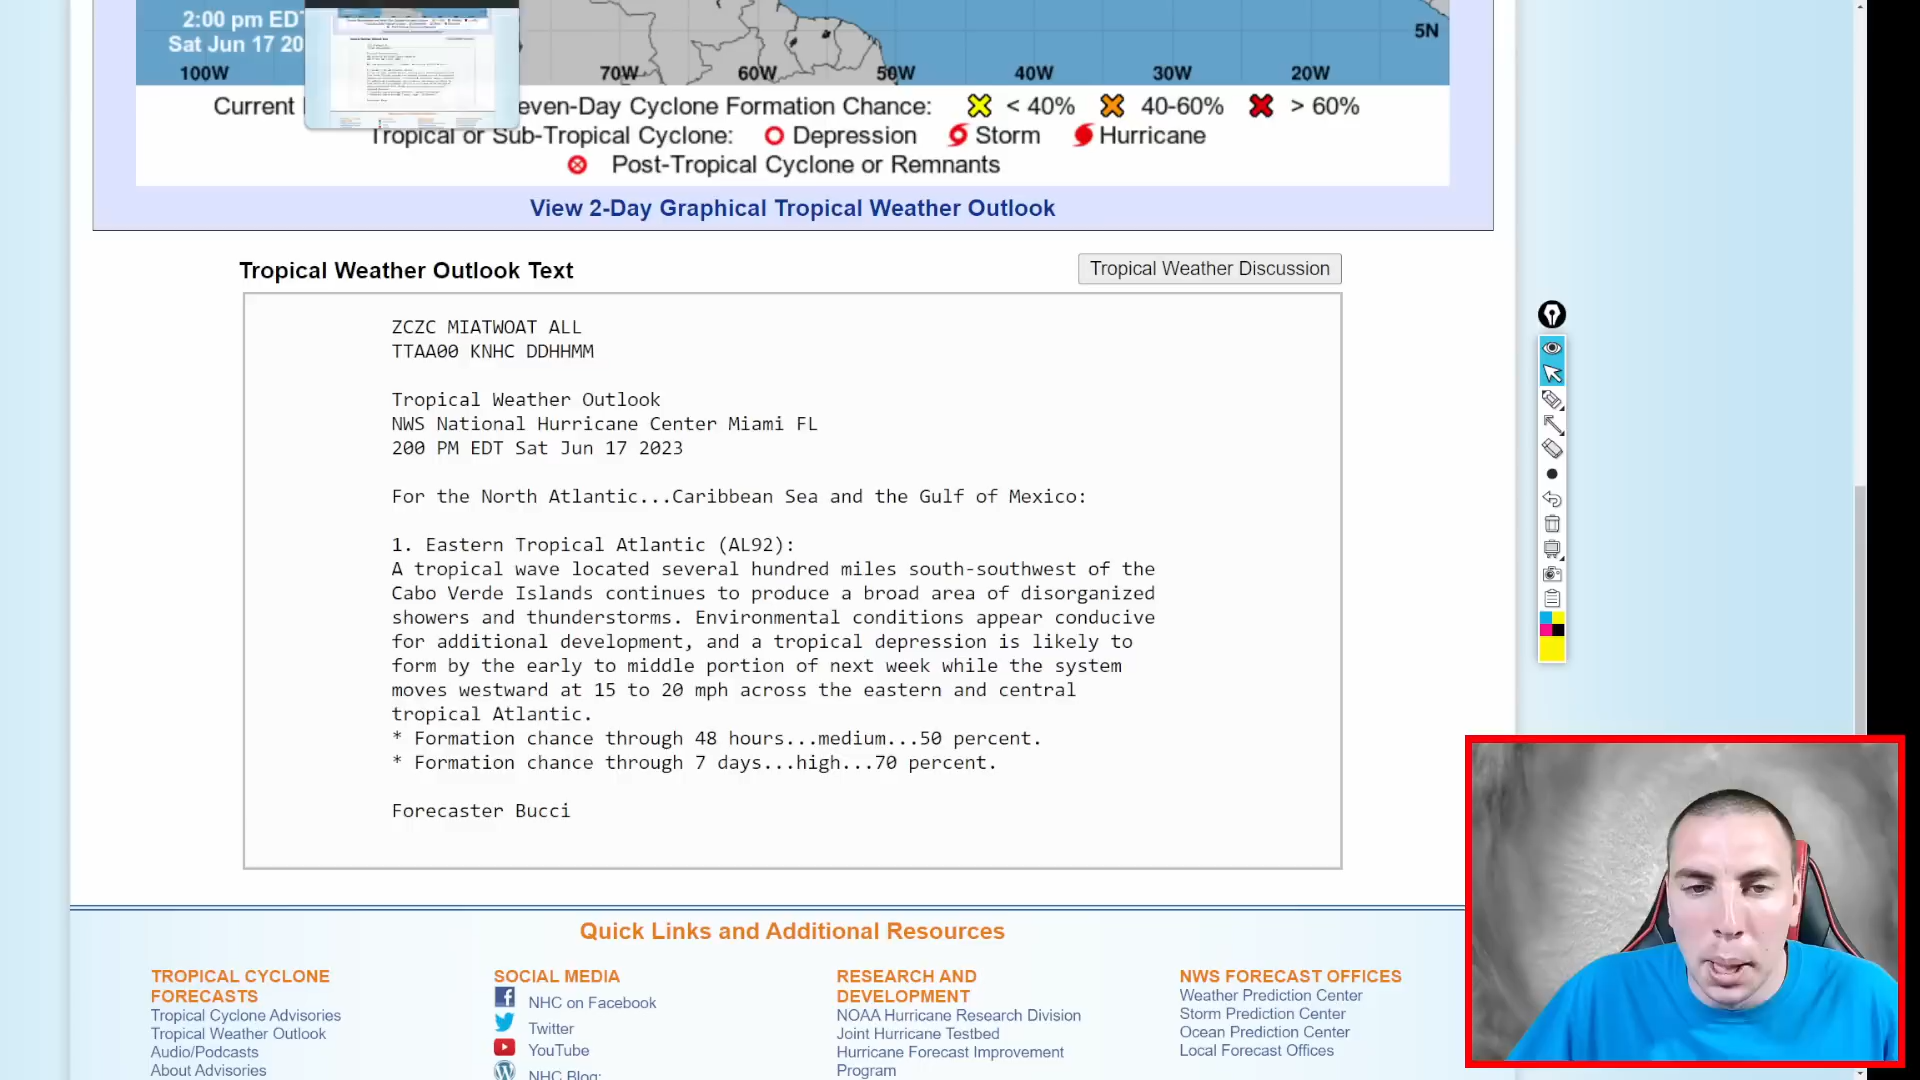 2:00 pm EDT
Sat Jun 17 20
5N
100W
70W
60W
50W
40W
30W
20W
Current
even-Day Cyclone Formation Chance:
< 40%
40-60%
> 60%
Tropical or Sub-Tropical Cyclone:
Depression
Storm
Hurricane
Post-Tropical Cyclone or Remnants
View 2-Day Graphical Tropical Weather Outlook
Tropical Weather Outlook Text
Tropical Weather Discussion
ZCZC MIATWOAT ALL
TTAA00 KNHC DDHHMM
Tropical Weather Outlook
NWS National Hurricane Center Miami FL
200 PM EDT Sat Jun 17 2023
For the North Atlantic...Caribbean Sea and the Gulf of Mexico:
1. Eastern Tropical Atlantic (AL92):
A tropical wave located several hundred miles south-southwest of the
Cabo Verde Islands continues to produce a broad area of disorganized
showers and thunderstorms. Environmental conditions appear conducive
for additional development, and a tropical depression is likely to
form by the early to middle portion of next week while the system
moves westward at 15 to 20 mph across the eastern and central
tropical Atlantic.
* Formation chance through 48 hours...medium...50 percent.
* Formation chance through 7 days...high...70 percent.
Forecaster Bucci
Quick Links and Additional Resources
TROPICAL CYCLONE
FORECASTS
Tropical Cyclone Advisories
Tropical Weather Outlook
Audio/Podcasts
About Advisories
SOCIAL MEDIA
NHC on Facebook
Twitter
YouTube
NHC Blog:
RESEARCH AND
DEVELOPMENT
NOAA Hurricane Research Division
Joint Hurricane Testbed
Hurricane Forecast Improvement
Program
NWS FORECAST OFFICES
Weather Prediction Center
Storm Prediction Center
Ocean Prediction Center
Local Forecast Offices